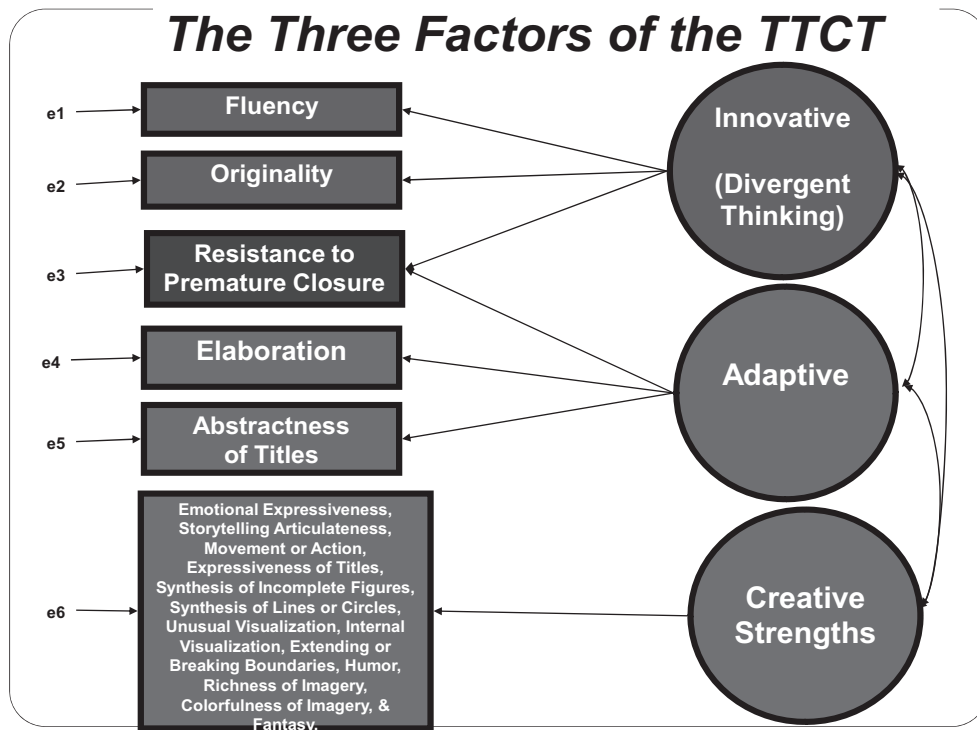 The Three Factors of the TTCT
e1
Fluency
e2
Originality
e3
Resistance to
Premature Closure
e4
Elaboration
e5
Abstractness
of Titles
e6
Emotional Expressiveness,
Storytelling Articulateness,
Movement or Action,
Expressiveness of Titles,
Synthesis of Incomplete Figures,
Synthesis of Lines or Circles,
Unusual Visualization, Internal
Visualization, Extending or
Breaking Boundaries, Humor,
Richness of Imagery,
Colorfulness of Imagery, &
Fantasy.
Innovative
(Divergent
Thinking)
Adaptive
Creative
Strengths